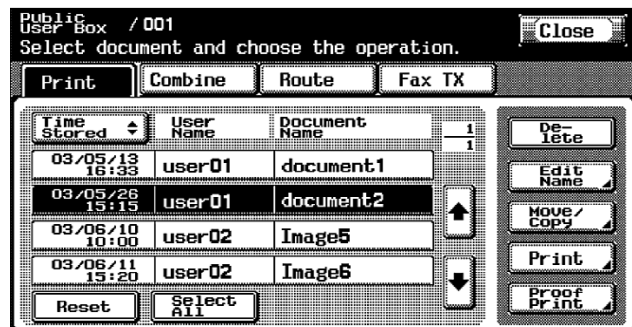 Public
User Box / 001
Close
Select document and choose the operation.
Print
Combine
Route
Fax TX
Time
Stored
User
Name
Document
Name
1
1
De-
lete
03/05/13
16:33
user01
document1
Edit
Name
03/05/26
15:15
user01
document2
Move/
Copy
03/06/10
10:00
user02
Image5
Print
03/06/11
15:20
user02
Image6
Proof
Print
Reset
Select
All